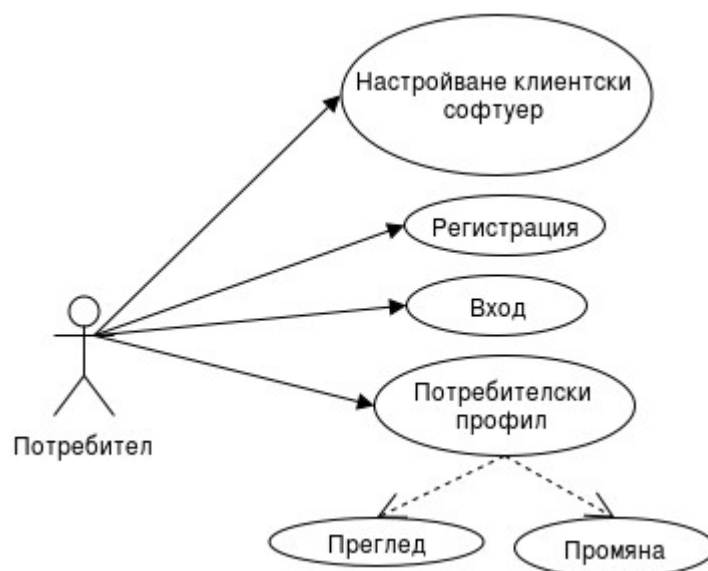 Настройване клиентски
софтуер
Регистрация
Вход
Потребителски
профил
Потребител
Преглед
Промяна